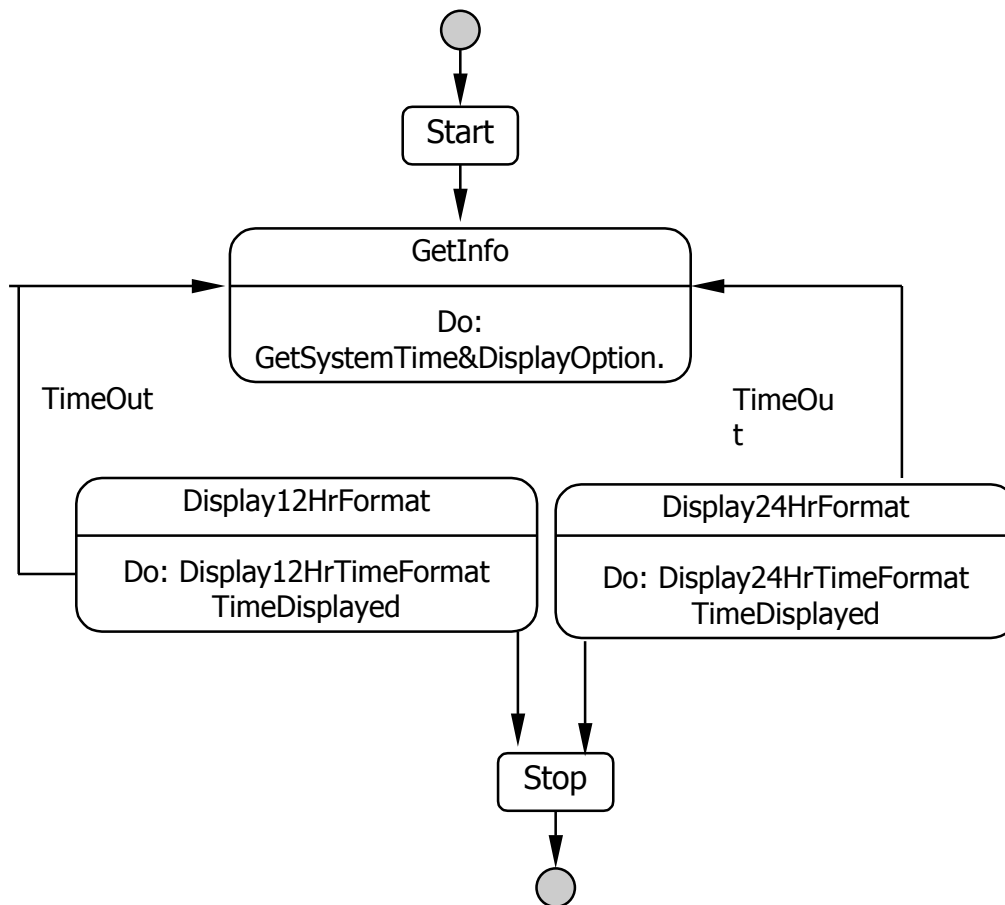 Start
GetInfo
Do:
GetSystemTime&DisplayOption.
TimeOut
TimeOu
t
Display12HrFormat
Do: Display12HrTimeFormat
TimeDisplayed
Display24HrFormat
Do: Display24HrTimeFormat
TimeDisplayed
Stop